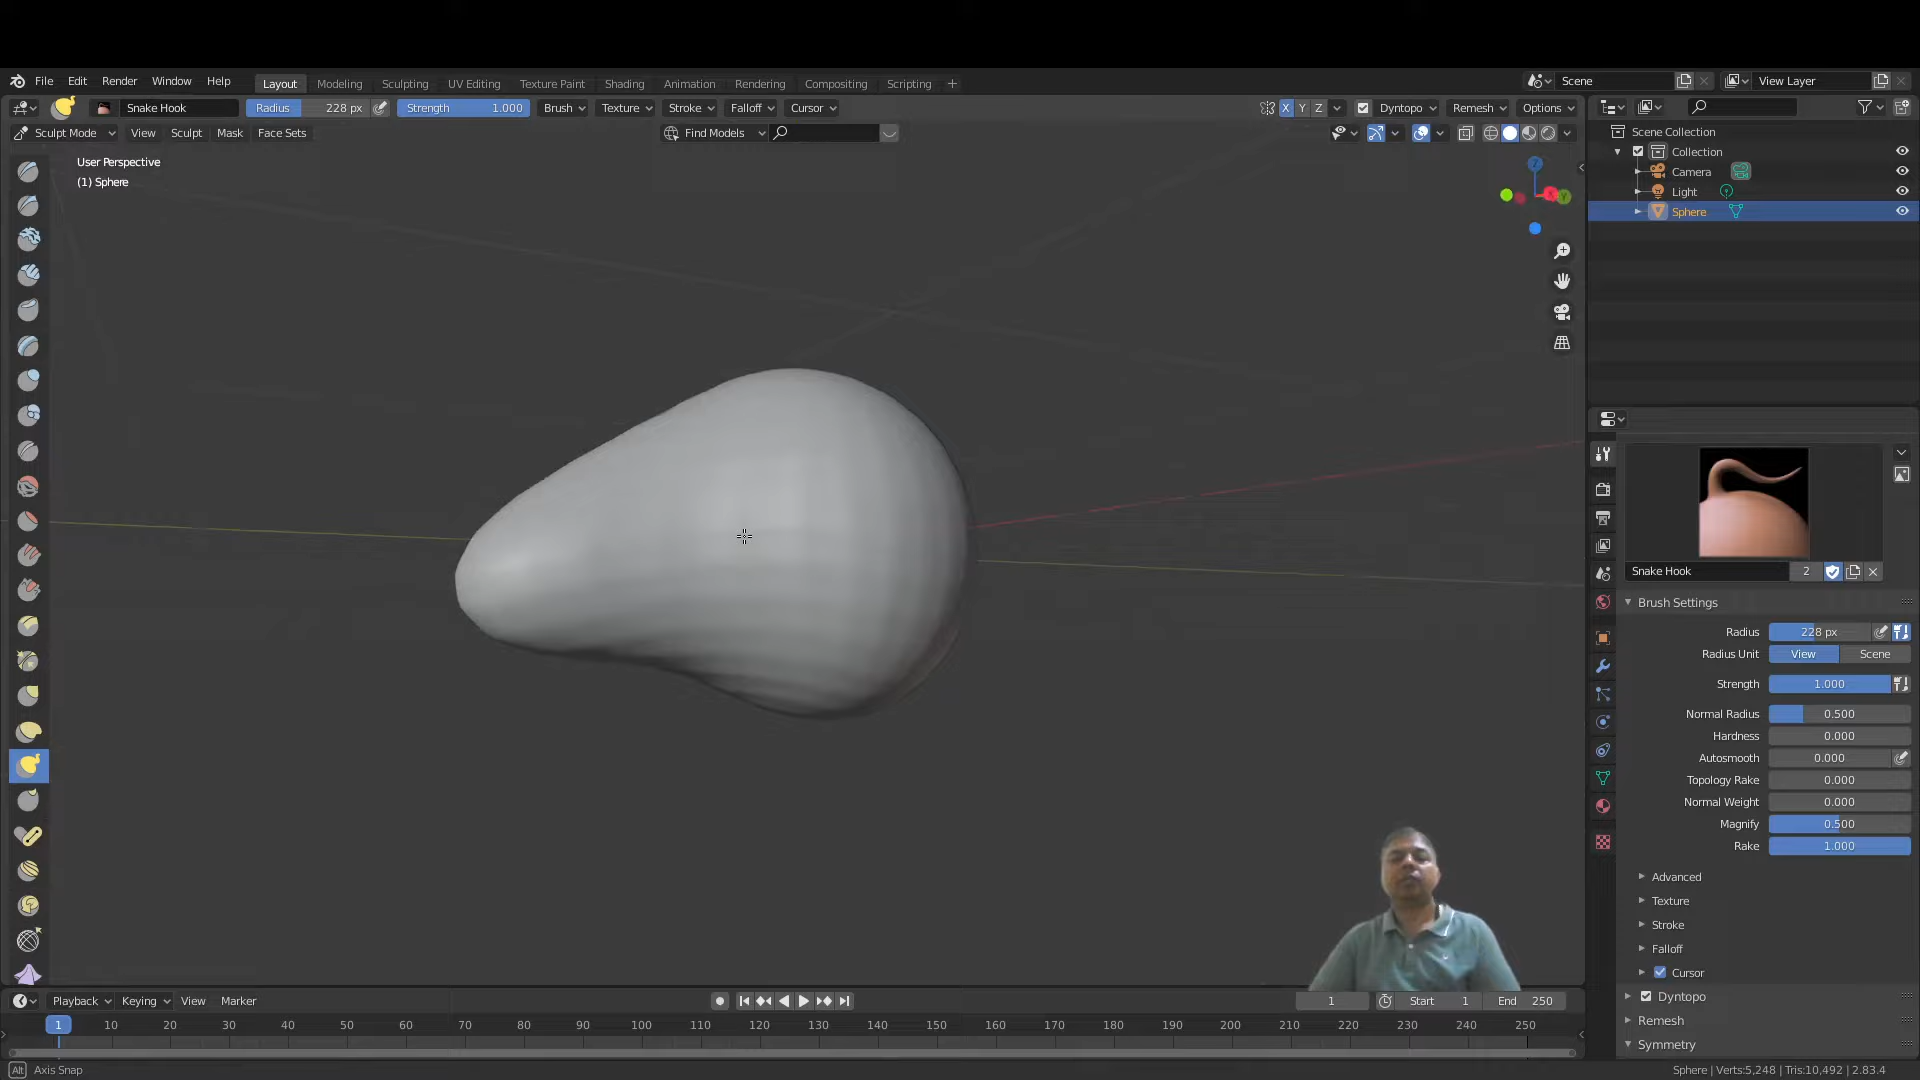 File Edit Render Window Help
Layout Modeling Sculpting UV Editing Texture Paint Shading Animation Rendering Compositing Scripting +
Scene
View Layer
Snake Hook Radius 228 px Strength 1.000 Brush Texture Stroke Falloff Cursor
X Y Z Dyntopo Remesh Options
Sculpt Mode View Sculpt Mask Face Sets
Find Models
User Perspective
(1) Sphere
Scene Collection
Collection
Camera
Light
Sphere
Snake Hook 2
Brush Settings
Radius 228 px
Radius Unit View Scene
Strength 1.000
Normal Radius 0.500
Hardness 0.000
Autosmooth 0.000
Topology Rake 0.000
Normal Weight 0.000
Magnify 0.500
Rake 1.000
Advanced
Texture
Stroke
Falloff
Cursor
Dyntopo
Remesh
Symmetry
Playback Keying View Marker
1 Start 1 End 250
1 10 20 30 40 50 60 70 80 90 100 110 120 130 140 150 160 170 180 190 200 210 220 230 240 250
Alt Axis Snap
Sphere | Verts:5,248 | Tris:10,492 | 2.83.4